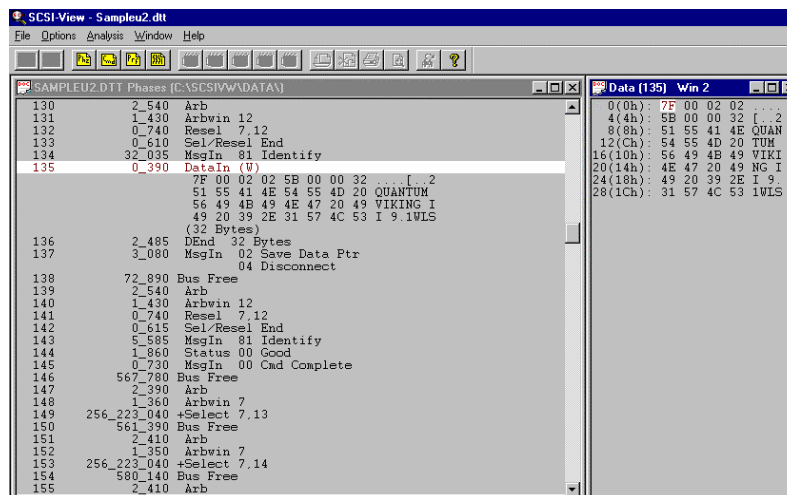 SCSI-View - Sampleu2.dtt
File Options Analysis Window Help
SAMPLEU2.DTT Phases (C:\SCSIVW\DATA\)
130 2_540 Arb
131 1_430 Arbwin 12
132 0_740 Resel 7,12
133 0_610 Sel/Resel End
134 32_035 MsgIn 81 Identify
135 0_390 DataIn (W)
7F 00 02 02 5B 00 00 32 ....[..2
51 55 41 4E 54 55 4D 20 QUANTUM
56 49 4B 49 4E 47 20 49 VIKING I
49 20 39 2E 31 57 4C 53 I 9.1WLS
(32 Bytes)
136 2_485 DEnd 32 Bytes
137 3_080 MsgIn 02 Save Data Ptr
04 Disconnect
138 72_890 Bus Free
139 2_540 Arb
140 1_430 Arbwin 12
141 0_740 Resel 7,12
142 0_615 Sel/Resel End
143 5_585 MsgIn 81 Identify
144 1_860 Status 00 Good
145 0_730 MsgIn 00 Cmd Complete
146 567_780 Bus Free
147 2_390 Arb
148 1_360 Arbwin 7
149 256_223_040 +Select 7,13
150 561_390 Bus Free
151 2_410 Arb
152 1_350 Arbwin 7
153 256_223_040 +Select 7,14
154 580_140 Bus Free
155 2_410 Arb
Data (135) Win 2
0(0h): 7F 00 02 02 ....
4(4h): 5B 00 00 32 [..2
8(8h): 51 55 41 4E QUAN
12(Ch): 54 55 4D 20 TUM
16(10h): 56 49 4B 49 VIKI
20(14h): 4E 47 20 49 NG I
24(18h): 49 20 39 2E I 9.
28(1Ch): 31 57 4C 53 1WLS